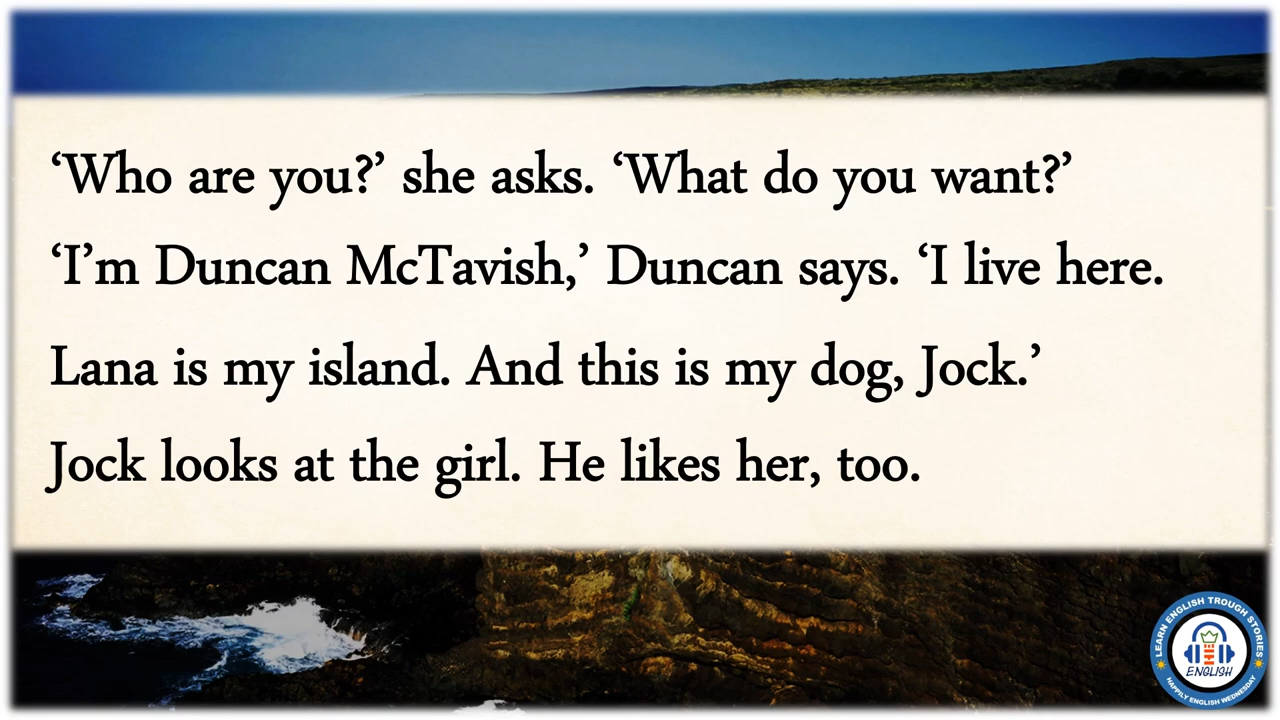 ‘Who are you?’ she asks. ‘What do you want?’
‘I’m Duncan McTavish,’ Duncan says. ‘I live here.
Lana is my island. And this is my dog, Jock.’
Jock looks at the girl. He likes her, too.
LEARN ENGLISH TROUGH STORIES
ENGLISH
HAPPILY ENGLISH WEDNESDAY